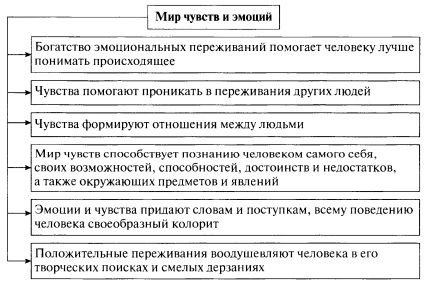 Мир чувств и эмоций
Богатство эмоциональных переживаний помогает человеку лучше
понимать происходящее
Чувства помогают проникать в переживания других людей
Чувства формируют отношения между людьми
Мир чувств способствует познанию человеком самого себя,
своих возможностей, способностей, достоинств и недостатков,
а также окружающих предметов и явлений
Эмоции и чувства придают словам и поступкам, всему поведению
человека своеобразный колорит
Положительные переживания воодушевляют человека в его
творческих поисках и смелых дерзаниях